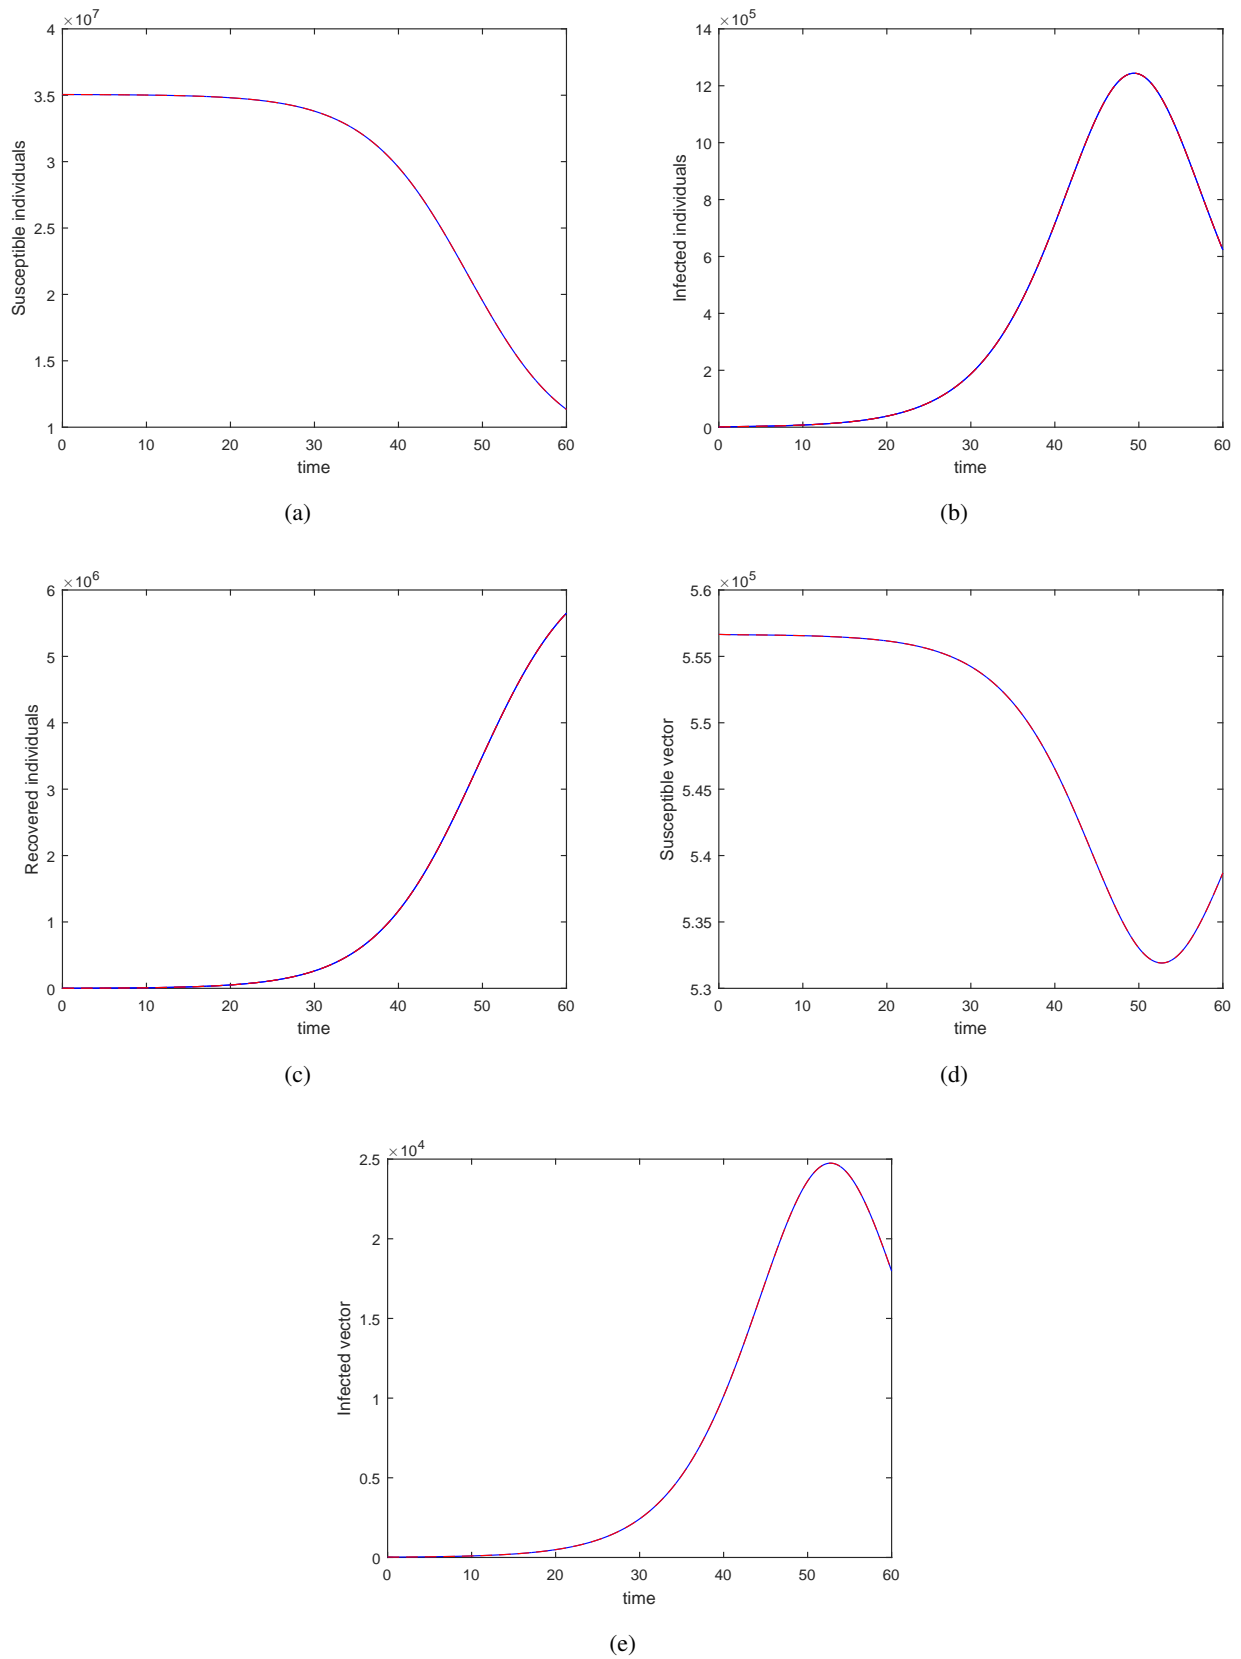 ×10^7
4
3.5
3
2.5
2
1.5
1
Susceptible individuals
0 10 20 30 40 50 60
time
(a)
×10^5
14
12
10
8
6
4
2
0
Infected individuals
0 10 20 30 40 50 60
time
(b)
×10^6
6
5
4
3
2
1
0
Recovered individuals
0 10 20 30 40 50 60
time
(c)
×10^5
5.6
5.55
5.5
5.45
5.4
5.35
5.3
Susceptible vector
0 10 20 30 40 50 60
time
(d)
×10^4
2.5
2
1.5
1
0.5
0
Infected vector
0 10 20 30 40 50 60
time
(e)